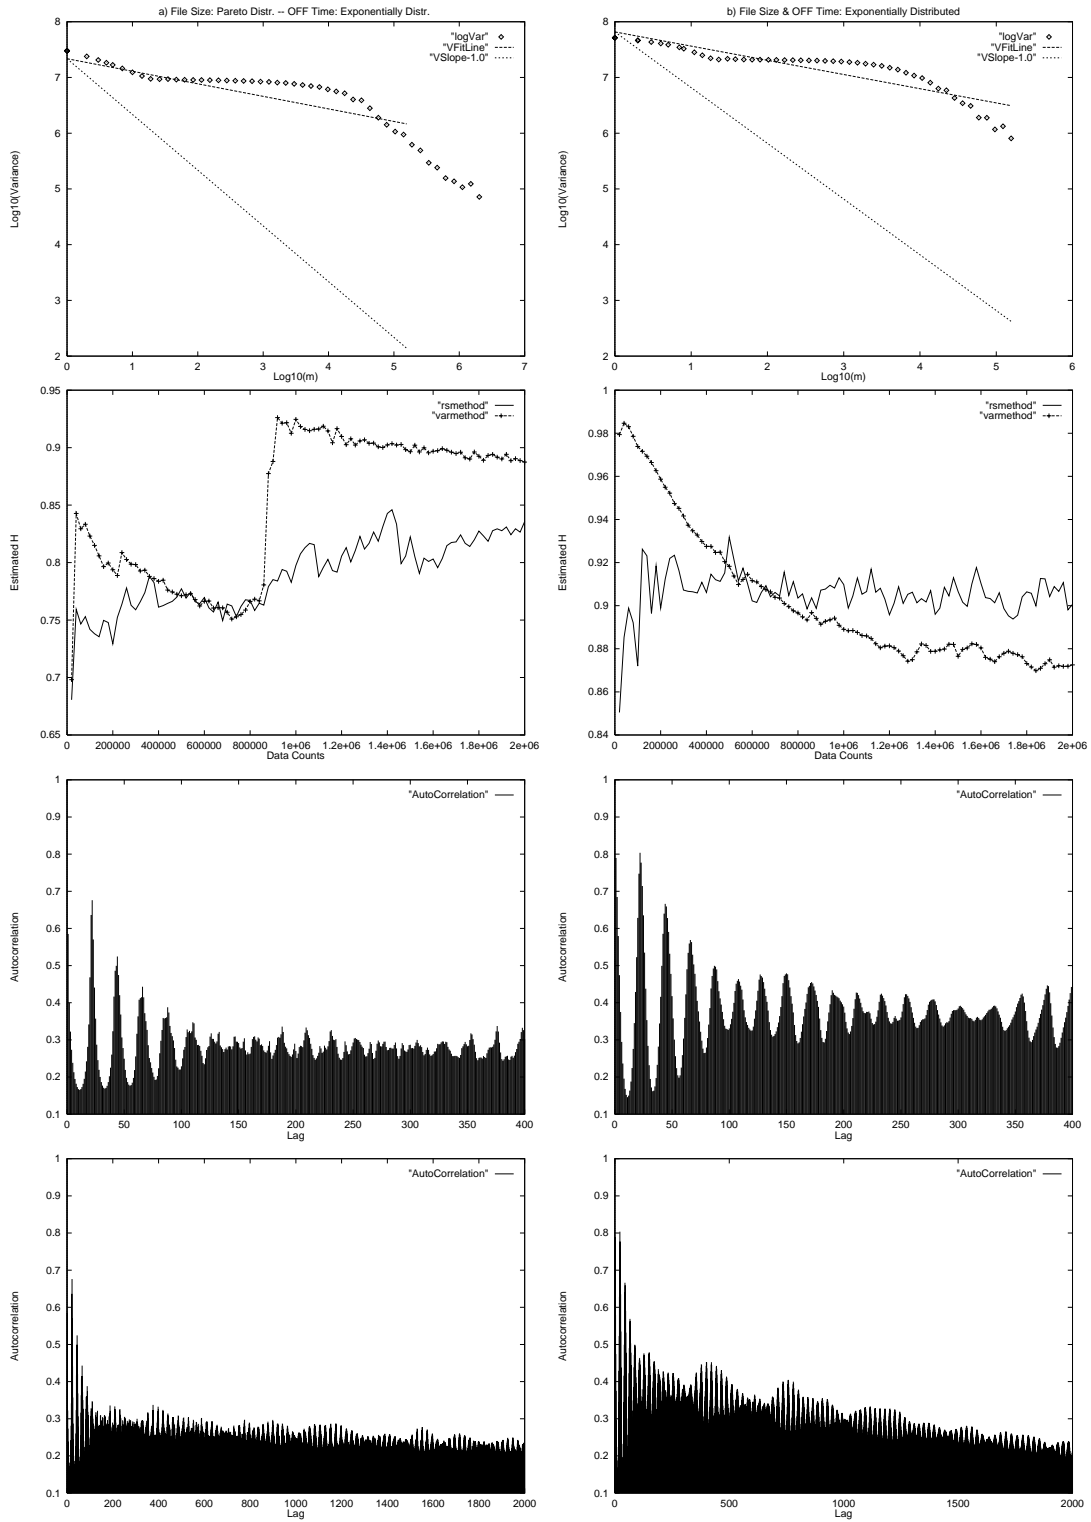 a) File Size: Pareto Distr. -- OFF Time: Exponentially Distr.
8
7
6
5
4
3
2
Log10(Variance)
"logVar"
"VFitLine"
"VSlope-1.0"
0 1 2 3 4 5 6 7
Log10(m)
b) File Size & OFF Time: Exponentially Distributed
8
7
6
5
4
3
2
Log10(Variance)
"logVar"
"VFitLine"
"VSlope-1.0"
0 1 2 3 4 5 6
Log10(m)
0.95
0.9
0.85
0.8
0.75
0.7
0.65
Estimated H
"rsmethod"
"varmethod"
0 200000 400000 600000 800000 1e+06 1.2e+06 1.4e+06 1.6e+06 1.8e+06 2e+06
Data Counts
1
0.98
0.96
0.94
0.92
0.9
0.88
0.86
0.84
Estimated H
"rsmethod"
"varmethod"
0 200000 400000 600000 800000 1e+06 1.2e+06 1.4e+06 1.6e+06 1.8e+06 2e+06
Data Counts
1
0.9
0.8
0.7
0.6
0.5
0.4
0.3
0.2
0.1
Autocorrelation
"AutoCorrelation"
0 50 100 150 200 250 300 350 400
Lag
1
0.9
0.8
0.7
0.6
0.5
0.4
0.3
0.2
0.1
Autocorrelation
"AutoCorrelation"
0 50 100 150 200 250 300 350 400
Lag
1
0.9
0.8
0.7
0.6
0.5
0.4
0.3
0.2
0.1
Autocorrelation
"AutoCorrelation"
0 200 400 600 800 1000 1200 1400 1600 1800 2000
Lag
1
0.9
0.8
0.7
0.6
0.5
0.4
0.3
0.2
0.1
Autocorrelation
"AutoCorrelation"
0 500 1000 1500 2000
Lag